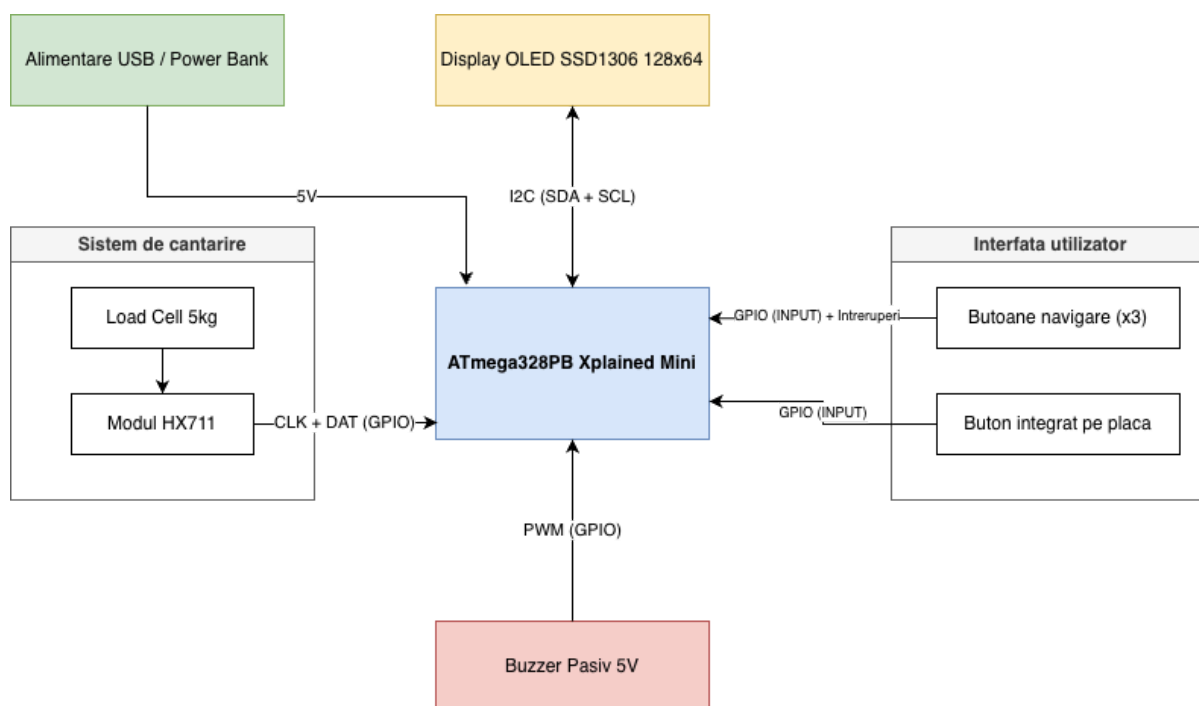 Alimentare USB / Power Bank
Display OLED SSD1306 128x64
5V
I2C (SDA + SCL)
Sistem de cantarire
Interfata utilizator
Load Cell 5kg
ATmega328PB Xplained Mini
GPIO (INPUT) + Intreruperi
Butoane navigare (x3)
Modul HX711
CLK + DAT (GPIO)
GPIO (INPUT)
Buton integrat pe placa
PWM (GPIO)
Buzzer Pasiv 5V